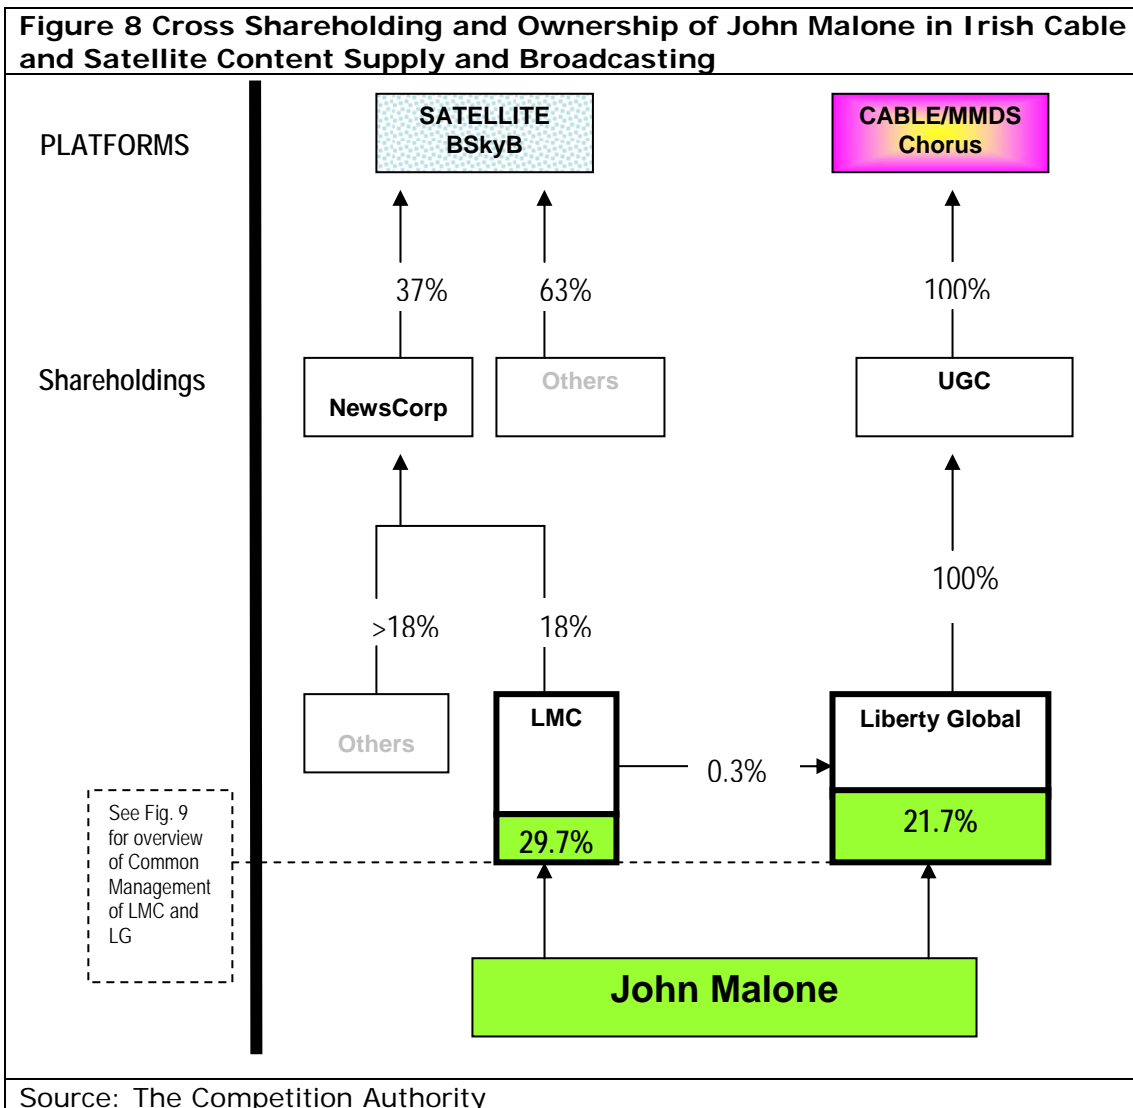 Figure 8 Cross Shareholding and Ownership of John Malone in Irish Cable
and Satellite Content Supply and Broadcasting
PLATFORMS
SATELLITE
BSkyB
CABLE/MMDS
Chorus
37%
63%
100%
Shareholdings
NewsCorp
Others
UGC
100%
>18%
18%
Others
LMC
Liberty Global
0.3%
29.7%
21.7%
See Fig. 9
for overview
of Common
Management
of LMC and
LG
John Malone
Source: The Competition Authority